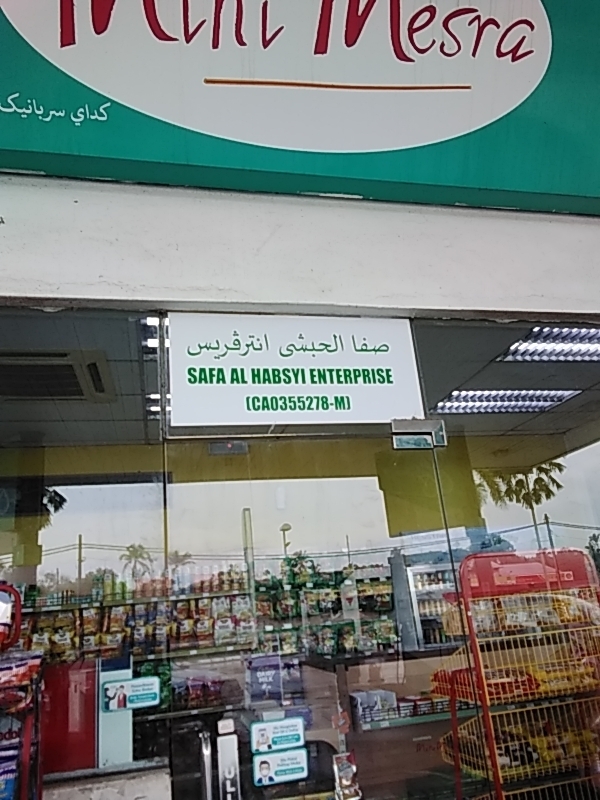 Mini Mesra
كداي سربانيك
صفا الحبشى انترڤريس
SAFA AL HABSYI ENTERPRISE
(CA0355278-M)